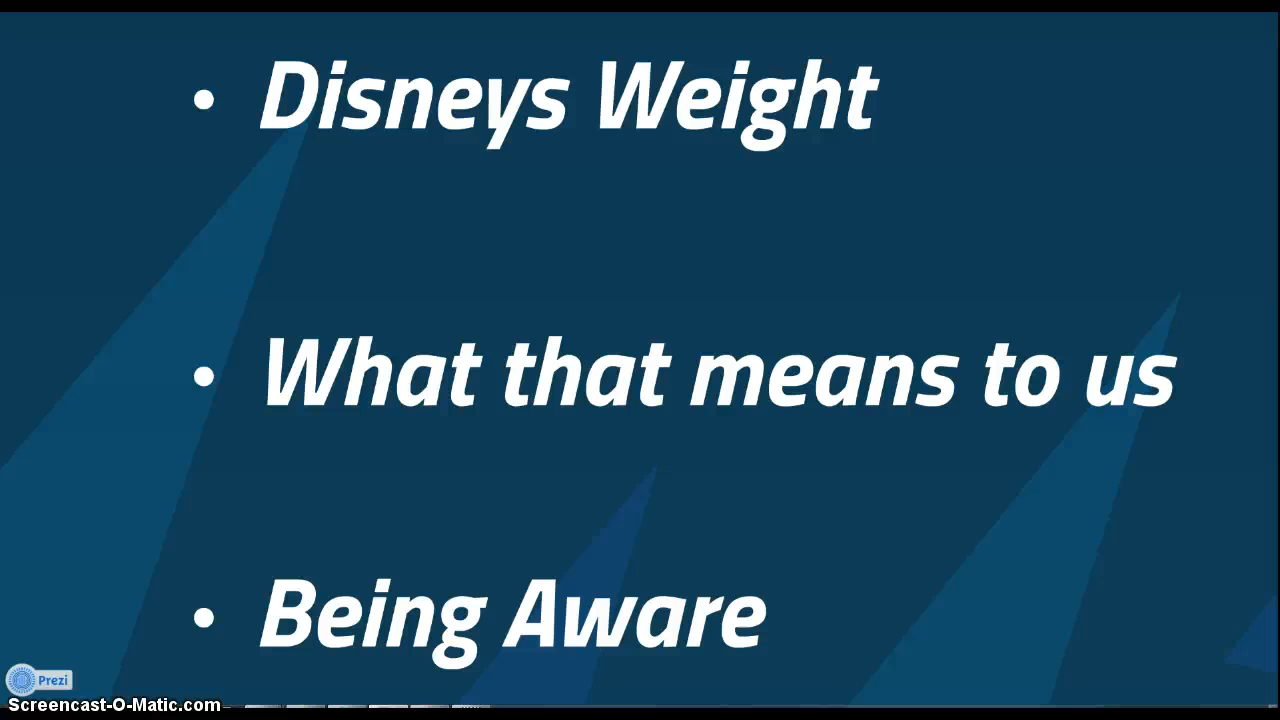 • Disneys Weight
• What that means to us
• Being Aware
Prezi
Screencast-O-Matic.com